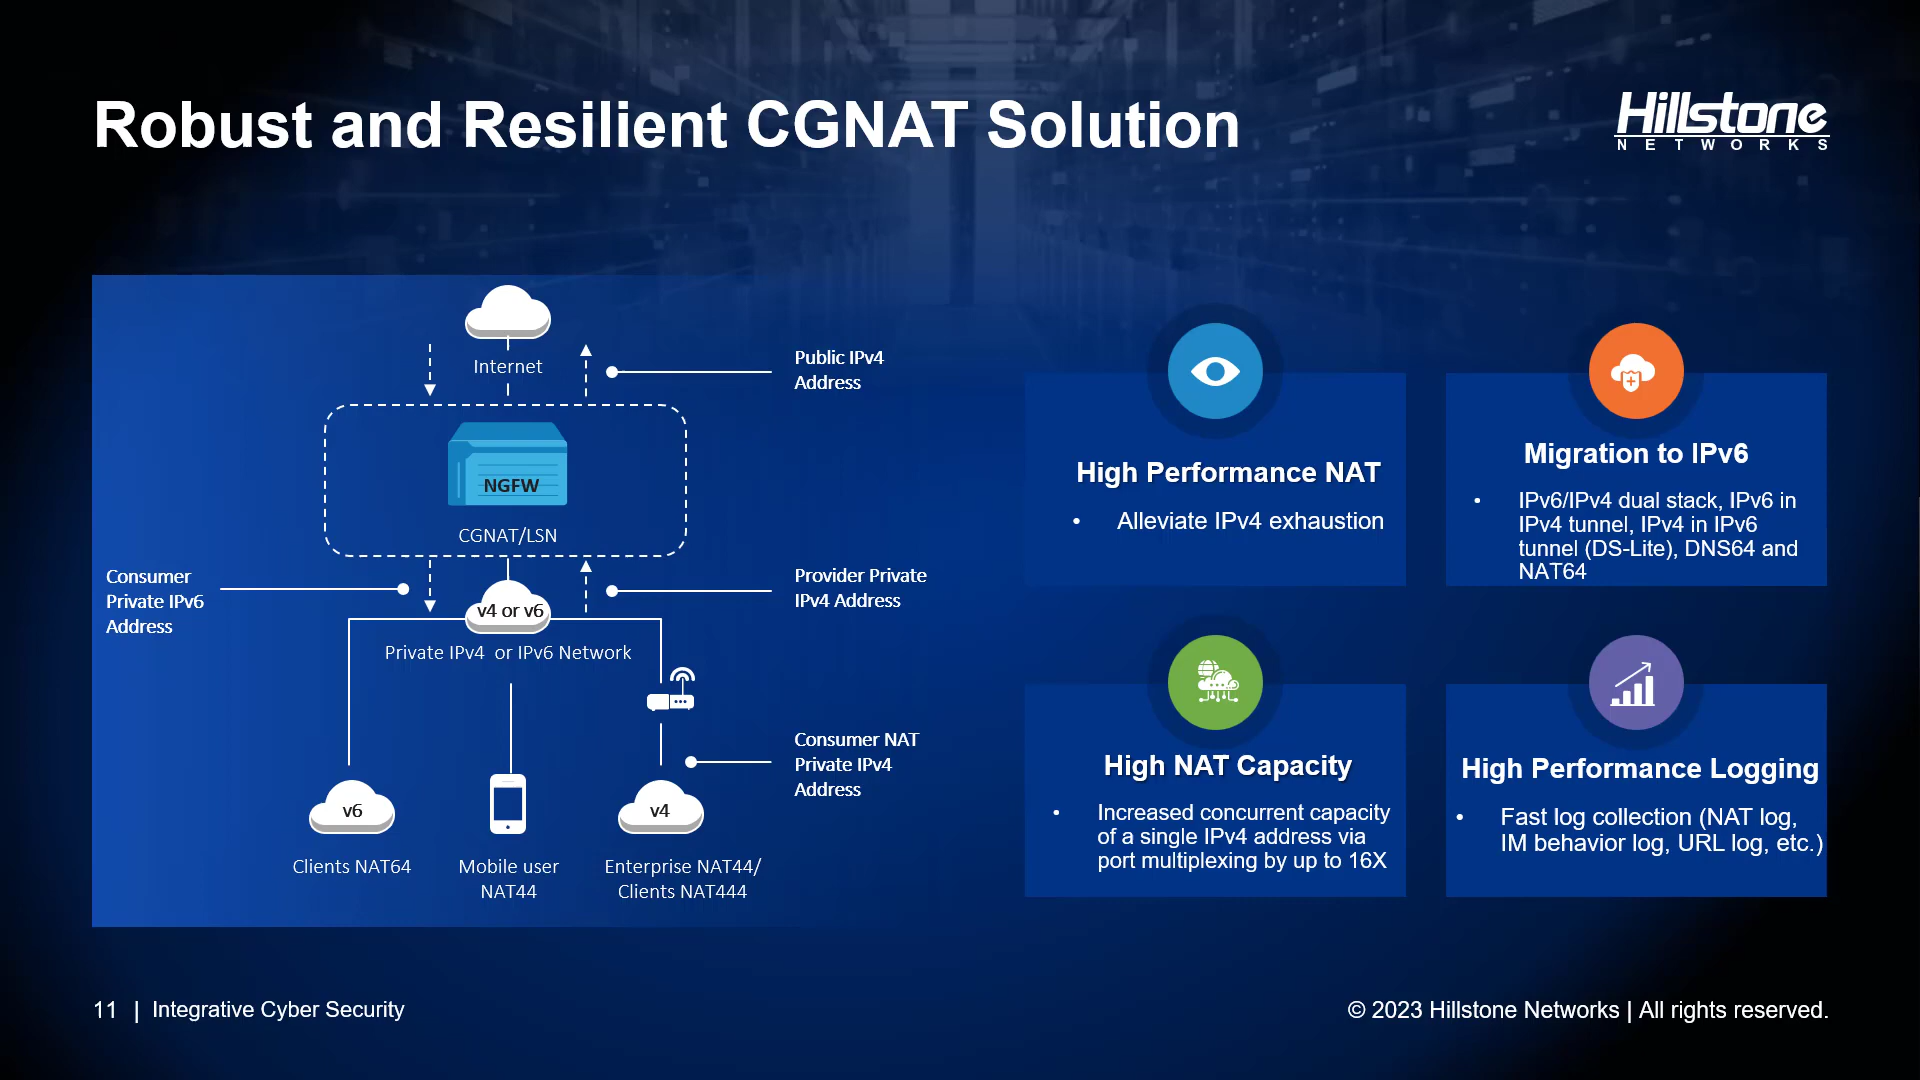 Robust and Resilient CGNAT Solution
Hillstone
NETWORKS
Internet
Public IPv4
Address
NGFW
CGNAT/LSN
Consumer
Private IPv6
Address
v4 or v6
Provider Private
IPv4 Address
Private IPv4 or IPv6 Network
Consumer NAT
Private IPv4
Address
v6
v4
Clients NAT64
Mobile user
NAT44
Enterprise NAT44/
Clients NAT444
High Performance NAT
• Alleviate IPv4 exhaustion
Migration to IPv6
• IPv6/IPv4 dual stack, IPv6 in
IPv4 tunnel, IPv4 in IPv6
tunnel (DS-Lite), DNS64 and
NAT64
High NAT Capacity
• Increased concurrent capacity
of a single IPv4 address via
port multiplexing by up to 16X
High Performance Logging
• Fast log collection (NAT log,
IM behavior log, URL log, etc.)
11 | Integrative Cyber Security
© 2023 Hillstone Networks | All rights reserved.